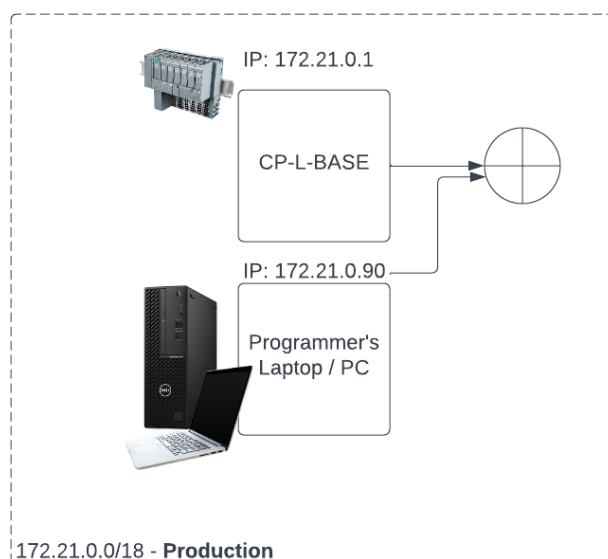 IP: 172.21.0.1
CP-L-BASE
IP: 172.21.0.90
Programmer's
Laptop / PC
172.21.0.0/18 - Production